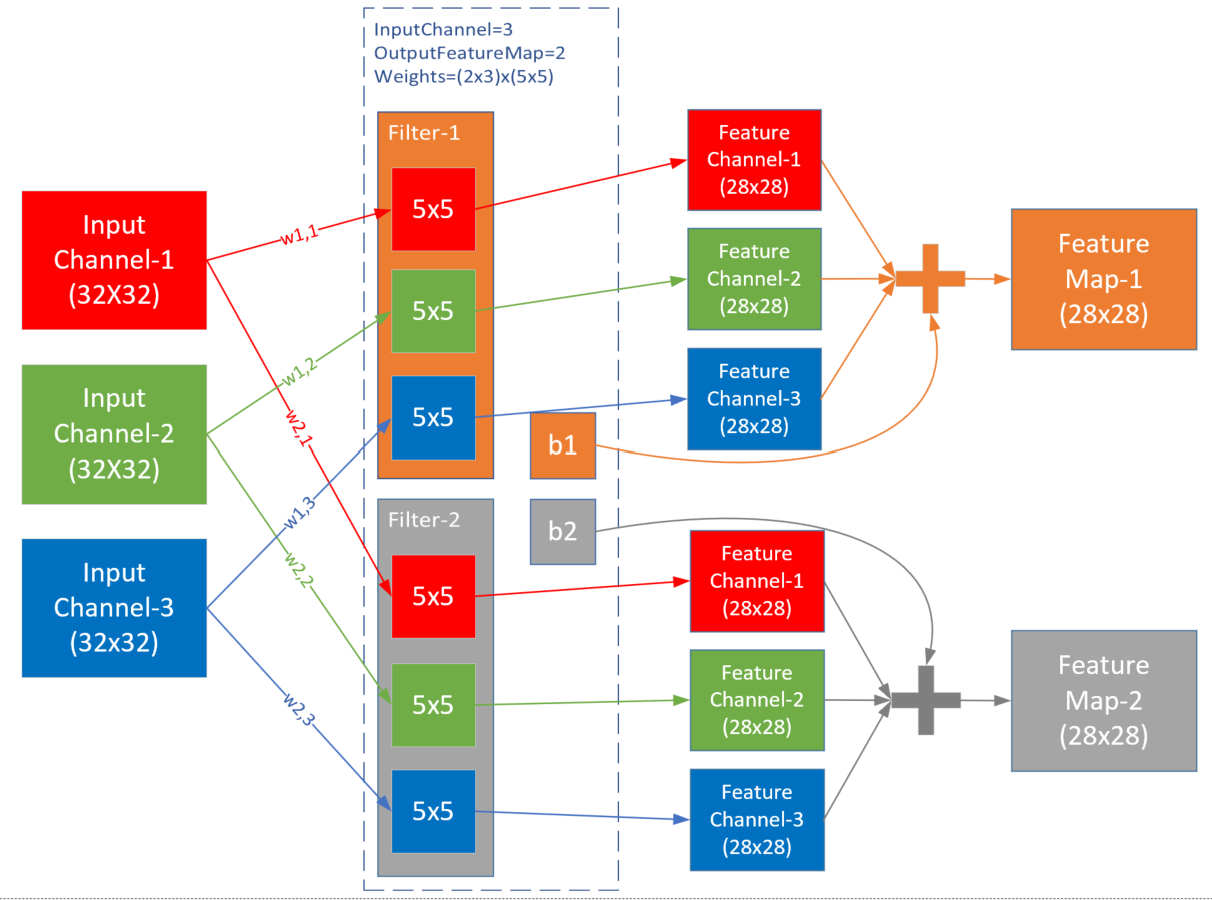 InputChannel=3
OutputFeatureMap=2
Weights=(2x3)x(5x5)
Input
Channel-1
(32X32)
Input
Channel-2
(32X32)
Input
Channel-3
(32x32)
w1,1
w1,2
w2,1
w1,3
w2,2
w2,3
Filter-1
5x5
5x5
5x5
b1
b2
Filter-2
5x5
5x5
5x5
Feature
Channel-1
(28x28)
Feature
Channel-2
(28x28)
Feature
Channel-3
(28x28)
Feature
Map-1
(28x28)
Feature
Channel-1
(28x28)
Feature
Channel-2
(28x28)
Feature
Channel-3
(28x28)
Feature
Map-2
(28x28)